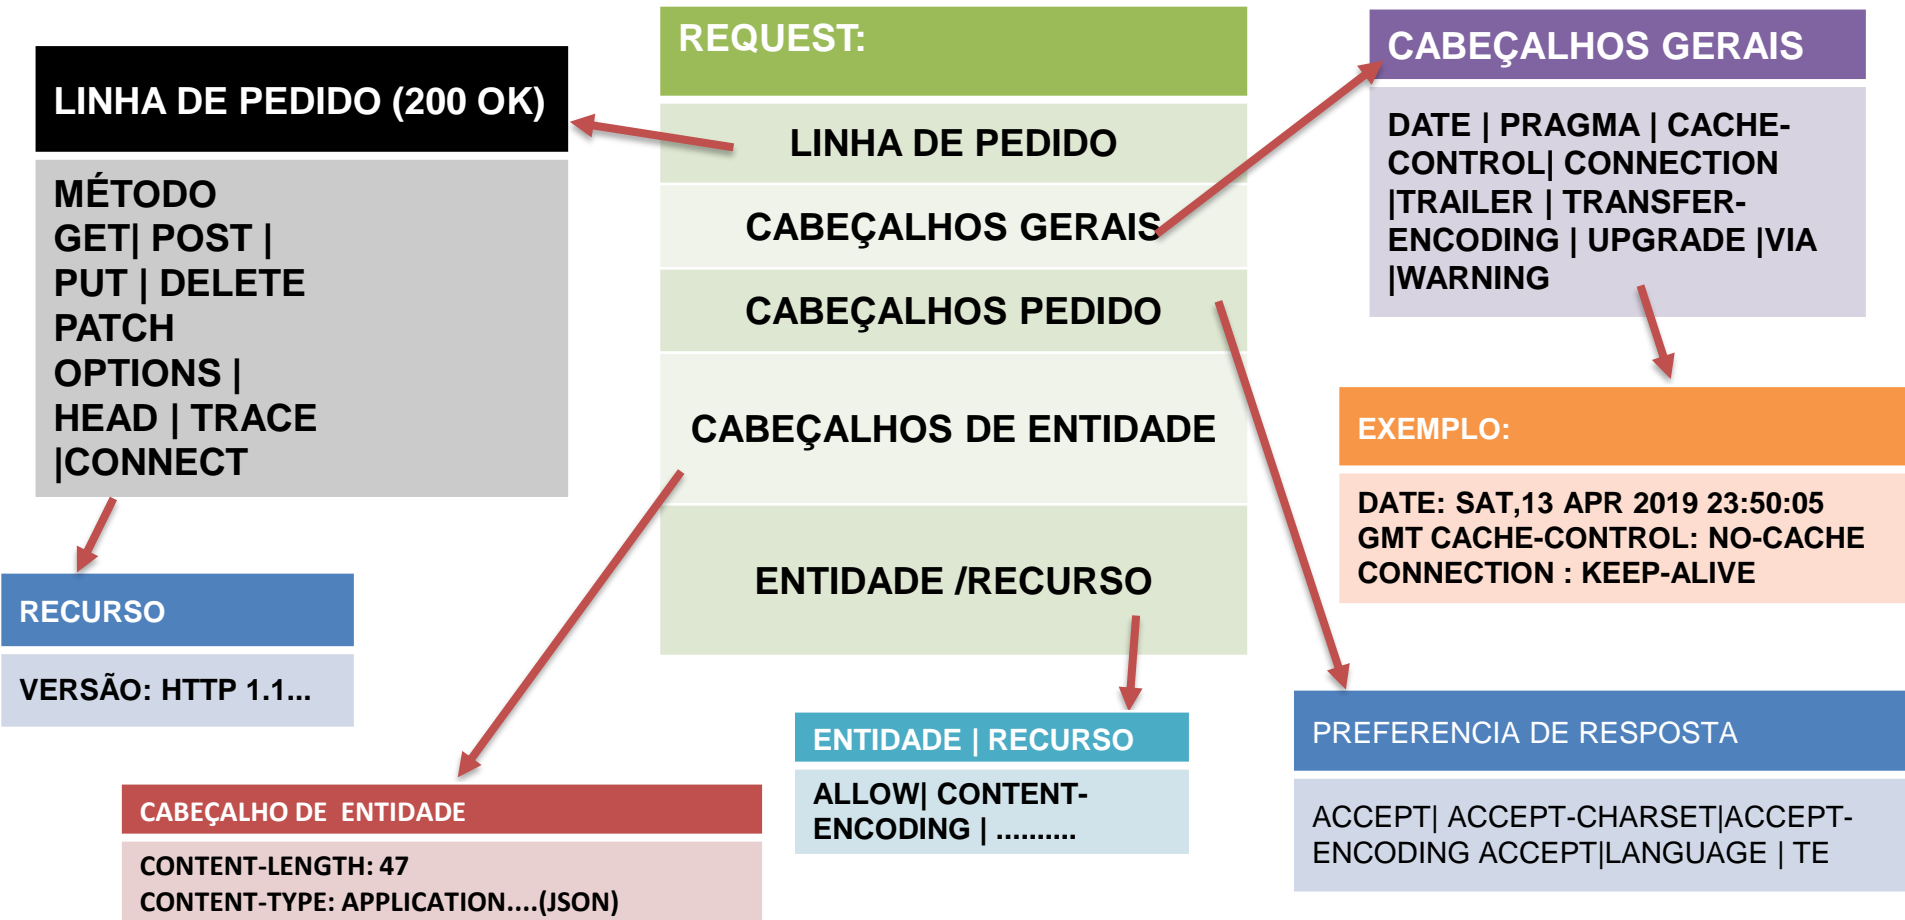 REQUEST:
LINHA DE PEDIDO
CABEÇALHOS GERAIS
CABEÇALHOS PEDIDO
CABEÇALHOS DE ENTIDADE
ENTIDADE /RECURSO
LINHA DE PEDIDO (200 OK)
MÉTODO
GET| POST |
PUT | DELETE
PATCH
OPTIONS |
HEAD | TRACE
|CONNECT
RECURSO
VERSÃO: HTTP 1.1...
CABEÇALHO DE ENTIDADE
CONTENT-LENGTH: 47
CONTENT-TYPE: APPLICATION....(JSON)
ENTIDADE | RECURSO
ALLOW| CONTENT-
ENCODING | ..........
CABEÇALHOS GERAIS
DATE | PRAGMA | CACHE-
CONTROL| CONNECTION
|TRAILER | TRANSFER-
ENCODING | UPGRADE |VIA
|WARNING
EXEMPLO:
DATE: SAT,13 APR 2019 23:50:05
GMT CACHE-CONTROL: NO-CACHE
CONNECTION : KEEP-ALIVE
PREFERENCIA DE RESPOSTA
ACCEPT| ACCEPT-CHARSET|ACCEPT-
ENCODING ACCEPT|LANGUAGE | TE